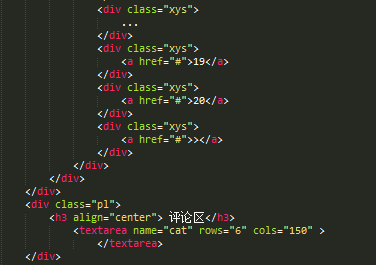 <div class="xys">
...
</div>
<div class="xys">
<a href="#">19</a>
</div>
<div class="xys">
<a href="#">20</a>
</div>
<div class="xys">
<a href="#">></a>
</div>
</div>
</div>
</div>
<div class="pl">
<h3 align="center"> 评论区</h3>
<textarea name="cat" rows="6" cols="150" >
</textarea>
</div>